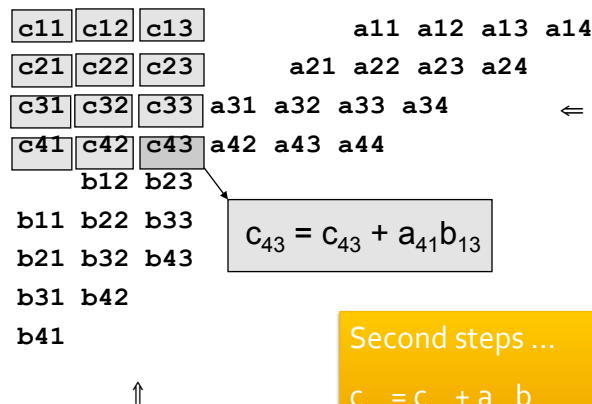 c11 c12 c13 a11 a12 a13 a14
c21 c22 c23 a21 a22 a23 a24
c31 c32 c33 a31 a32 a33 a34 ⇐
c41 c42 c43 a42 a43 a44
b12 b23
b11 b22 b33
b21 b32 b43
b31 b42
b41
⇑
c₄₃ = c₄₃ + a₄₁b₁₃
Second steps ...
c = c + a b